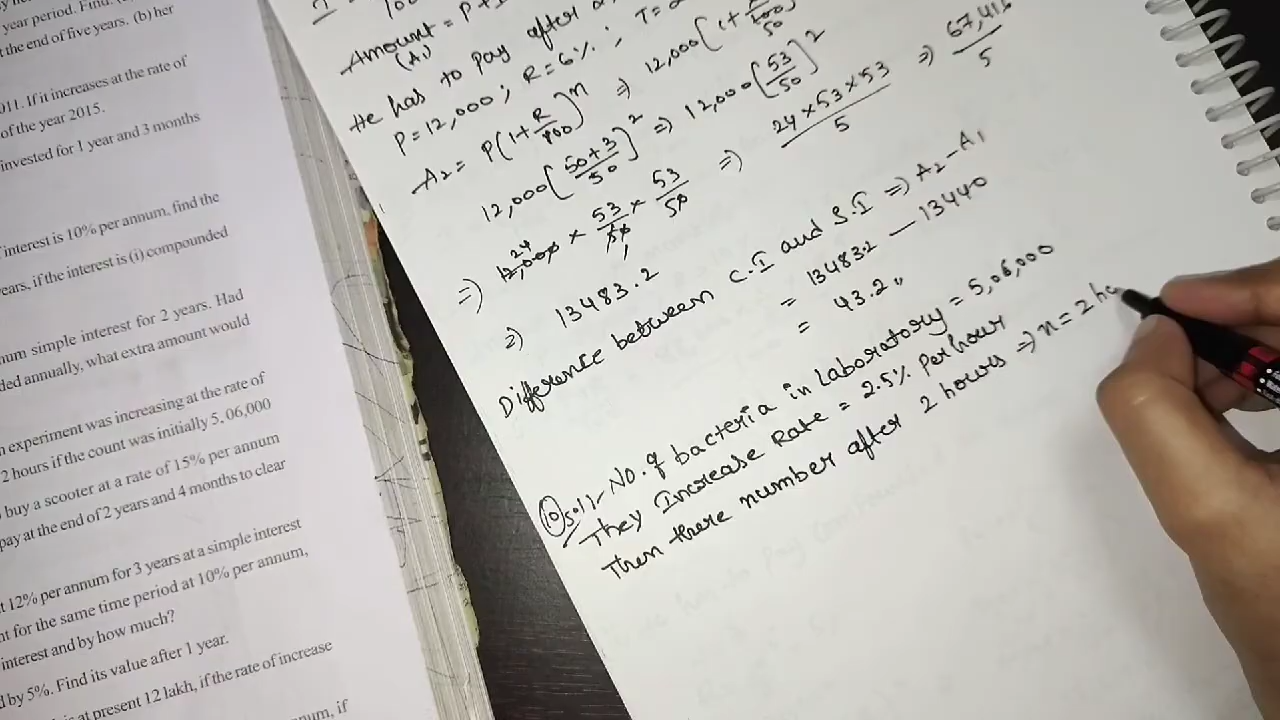 year period. Find:
the end of five years. (b) her
011. If it increases at the rate of
of the year 2015.
invested for 1 year and 3 months
interest is 10% per annum, find the
ears, if the interest is (i) compounded
num simple interest for 2 years. Had
ded annually, what extra amount would
experiment was increasing at the rate of
2 hours if the count was initially 5, 06,000
buy a scooter at a rate of 15% per annum
pay at the end of 2 years and 4 months to clear
t 12% per annum for 3 years at a simple interest
nt for the same time period at 10% per annum,
interest and by how much?
d by 5%. Find its value after 1 year.
at present 12 lakh, if the rate of increase
num, if
Amount = P+
(A1)
He has to pay after
P = 12,000; R = 6%; T =
A2 = P(1+R/100)^n ⇒ 12,000(1+
12,000(50+3/50)^2 ⇒ 12,000(53/50)^2
⇒ 12,000 × 53/50 × 53/50 ⇒ 24×53×53/5 ⇒ 67,416/5
⇒ 13483.2
Difference between C.I and S.I ⇒ A2 - A1
= 13483.2 — 13440
= 43.2
10 Sol:- No. of bacteria in Laboratory = 5,06,000
They Increase Rate = 2.5% Per hour
Then there number after 2 hours ⇒ n = 2 ho